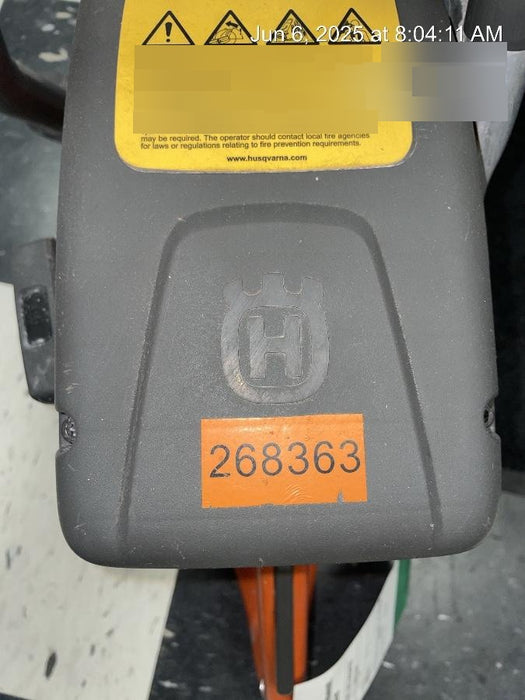 Jun 6, 2025 at 8:04:11 AM
may be required. The operator should contact local fire agencies
for laws or regulations relating to fire prevention requirements.
www.husqvarna.com
H
268363